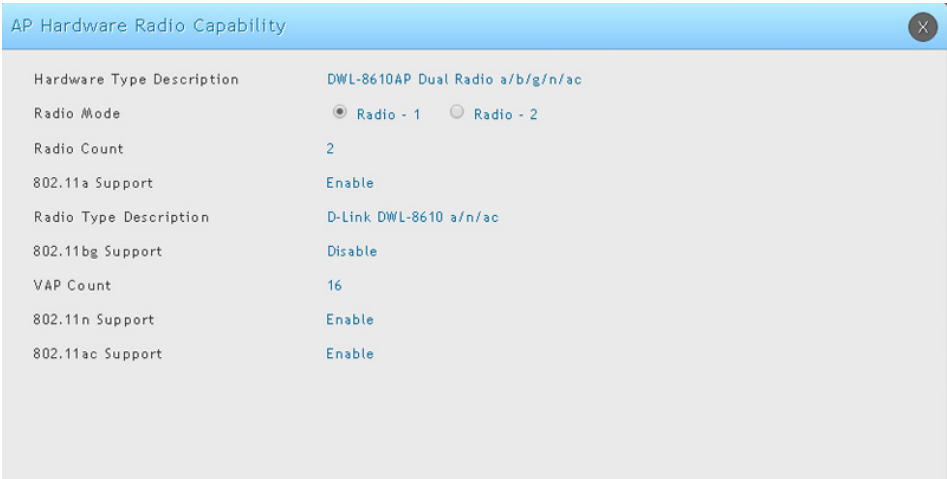 AP Hardware Radio Capability X
Hardware Type Description DWL-8610AP Dual Radio a/b/g/n/ac
Radio Mode Radio - 1 Radio - 2
Radio Count 2
802.11a Support Enable
Radio Type Description D-Link DWL-8610 a/n/ac
802.11bg Support Disable
VAP Count 16
802.11n Support Enable
802.11ac Support Enable